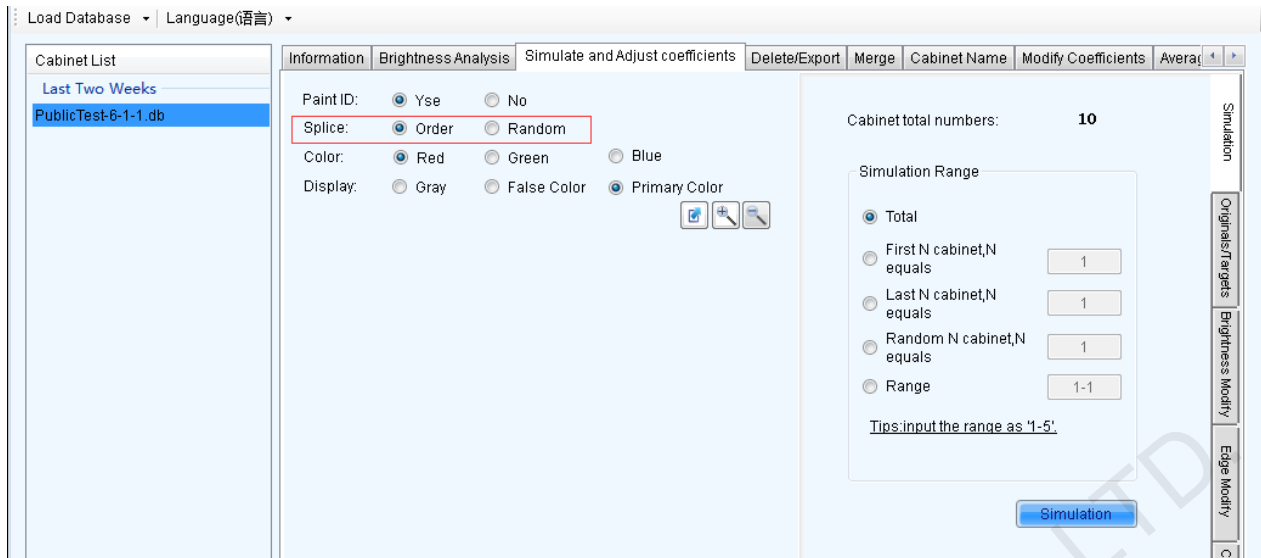 Load Database Language(语言)
Cabinet List
Last Two Weeks
PublicTest-6-1-1.db
Information Brightness Analysis Simulate and Adjust coefficients Delete/Export Merge Cabinet Name Modify Coefficients
Paint ID: Yse No
Splice: Order Random
Color: Red Green Blue
Display: Gray False Color Primary Color
Cabinet total numbers: 10
Simulation Range
Total
First N cabinet,N
equals 1
Last N cabinet,N
equals 1
Random N cabinet,N
equals 1
Range 1-1
Tips:input the range as '1-5'.
Simulation
Simulation
Originals/Targets
Brightness Modify
Edge Modify
LTD.